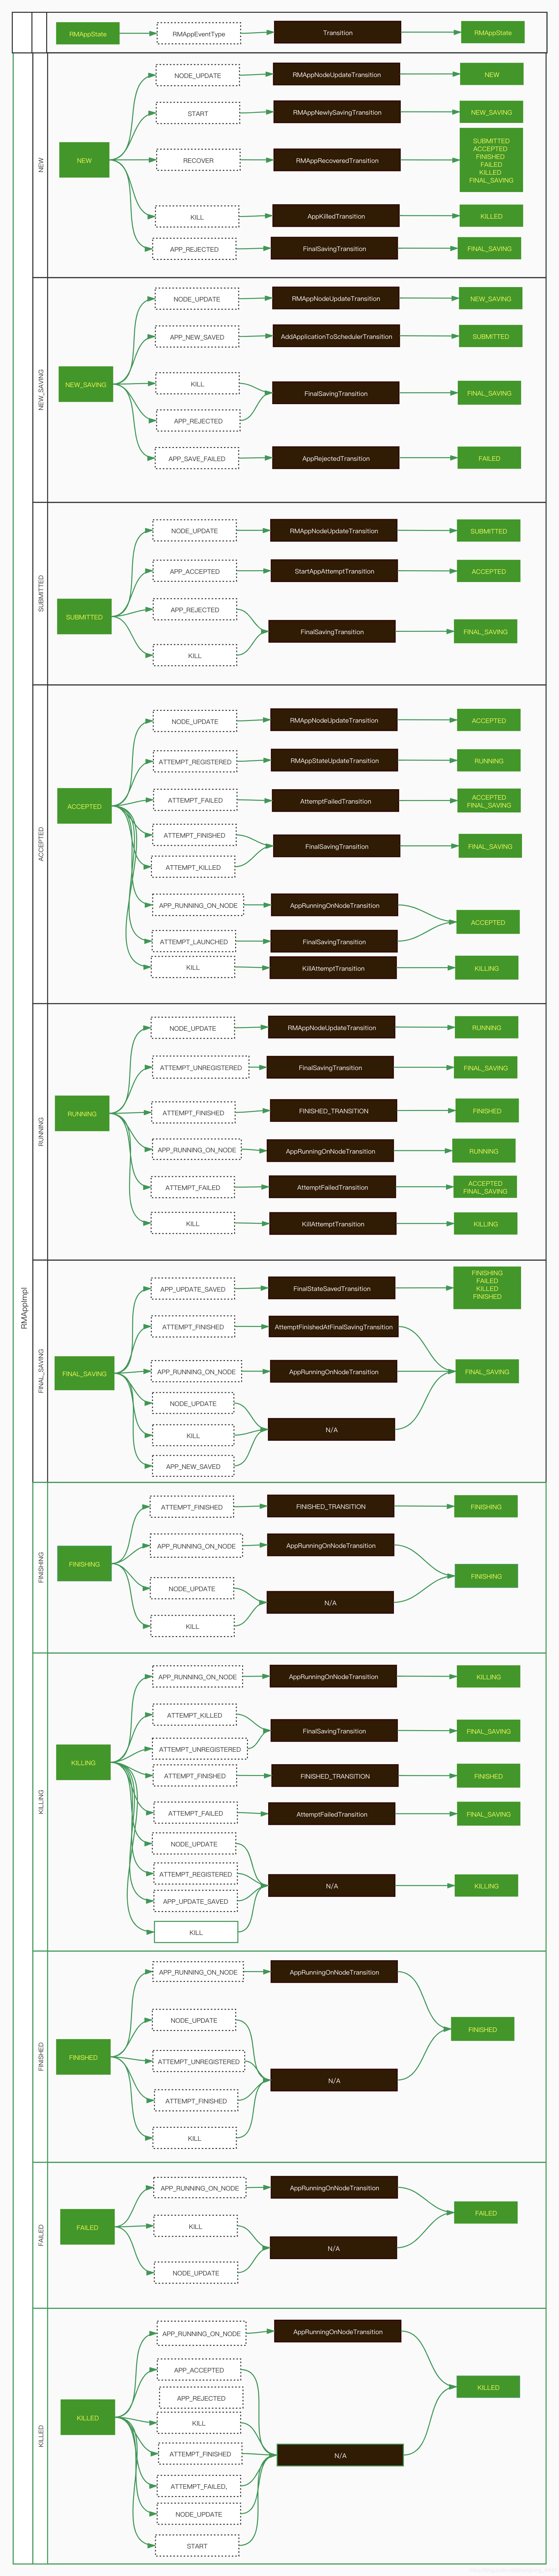 RMAppState
RMAppEventType
Transition
RMAppState
RMAppImpl
NEW
NEW
NODE_UPDATE
RMAppNodeUpdateTransition
NEW
START
RMAppNewlySavingTransition
NEW_SAVING
RECOVER
RMAppRecoveredTransition
SUBMITTED
ACCEPTED
FINISHED
FAILED
KILLED
FINAL_SAVING
KILL
AppKilledTransition
KILLED
APP_REJECTED
FinalSavingTransition
FINAL_SAVING
NEW_SAVING
NEW_SAVING
NODE_UPDATE
RMAppNodeUpdateTransition
NEW_SAVING
APP_NEW_SAVED
AddApplicationToSchedulerTransition
SUBMITTED
KILL
APP_REJECTED
FinalSavingTransition
FINAL_SAVING
APP_SAVE_FAILED
AppRejectedTransition
FAILED
SUBMITTED
SUBMITTED
NODE_UPDATE
RMAppNodeUpdateTransition
SUBMITTED
APP_ACCEPTED
StartAppAttemptTransition
ACCEPTED
APP_REJECTED
KILL
FinalSavingTransition
FINAL_SAVING
ACCEPTED
ACCEPTED
NODE_UPDATE
RMAppNodeUpdateTransition
ACCEPTED
ATTEMPT_REGISTERED
RMAppStateUpdateTransition
RUNNING
ATTEMPT_FAILED
AttemptFailedTransition
ACCEPTED
FINAL_SAVING
ATTEMPT_FINISHED
ATTEMPT_KILLED
FinalSavingTransition
FINAL_SAVING
APP_RUNNING_ON_NODE
AppRunningOnNodeTransition
ATTEMPT_LAUNCHED
FinalSavingTransition
ACCEPTED
KILL
KillAttemptTransition
KILLING
RUNNING
RUNNING
NODE_UPDATE
RMAppNodeUpdateTransition
RUNNING
ATTEMPT_UNREGISTERED
FinalSavingTransition
FINAL_SAVING
ATTEMPT_FINISHED
FINISHED_TRANSITION
FINISHED
APP_RUNNING_ON_NODE
AppRunningOnNodeTransition
RUNNING
ATTEMPT_FAILED
AttemptFailedTransition
ACCEPTED
FINAL_SAVING
KILL
KillAttemptTransition
KILLING
FINAL_SAVING
FINAL_SAVING
APP_UPDATE_SAVED
FinalStateSavedTransition
FINISHING
FAILED
KILLED
FINISHED
ATTEMPT_FINISHED
AttemptFinishedAtFinalSavingTransition
APP_RUNNING_ON_NODE
AppRunningOnNodeTransition
FINAL_SAVING
NODE_UPDATE
KILL
APP_NEW_SAVED
N/A
FINISHING
FINISHING
ATTEMPT_FINISHED
FINISHED_TRANSITION
FINISHING
APP_RUNNING_ON_NODE
AppRunningOnNodeTransition
FINISHING
NODE_UPDATE
KILL
N/A
KILLING
KILLING
APP_RUNNING_ON_NODE
AppRunningOnNodeTransition
KILLING
ATTEMPT_KILLED
ATTEMPT_UNREGISTERED
FinalSavingTransition
FINAL_SAVING
ATTEMPT_FINISHED
FINISHED_TRANSITION
FINISHED
ATTEMPT_FAILED
AttemptFailedTransition
FINAL_SAVING
NODE_UPDATE
ATTEMPT_REGISTERED
APP_UPDATE_SAVED
KILL
N/A
KILLING
FINISHED
FINISHED
APP_RUNNING_ON_NODE
AppRunningOnNodeTransition
FINISHED
NODE_UPDATE
ATTEMPT_UNREGISTERED
ATTEMPT_FINISHED
KILL
N/A
FAILED
FAILED
APP_RUNNING_ON_NODE
AppRunningOnNodeTransition
FAILED
KILL
NODE_UPDATE
N/A
KILLED
KILLED
APP_RUNNING_ON_NODE
AppRunningOnNodeTransition
KILLED
APP_ACCEPTED
APP_REJECTED
KILL
ATTEMPT_FINISHED
ATTEMPT_FAILED,
NODE_UPDATE
START
N/A